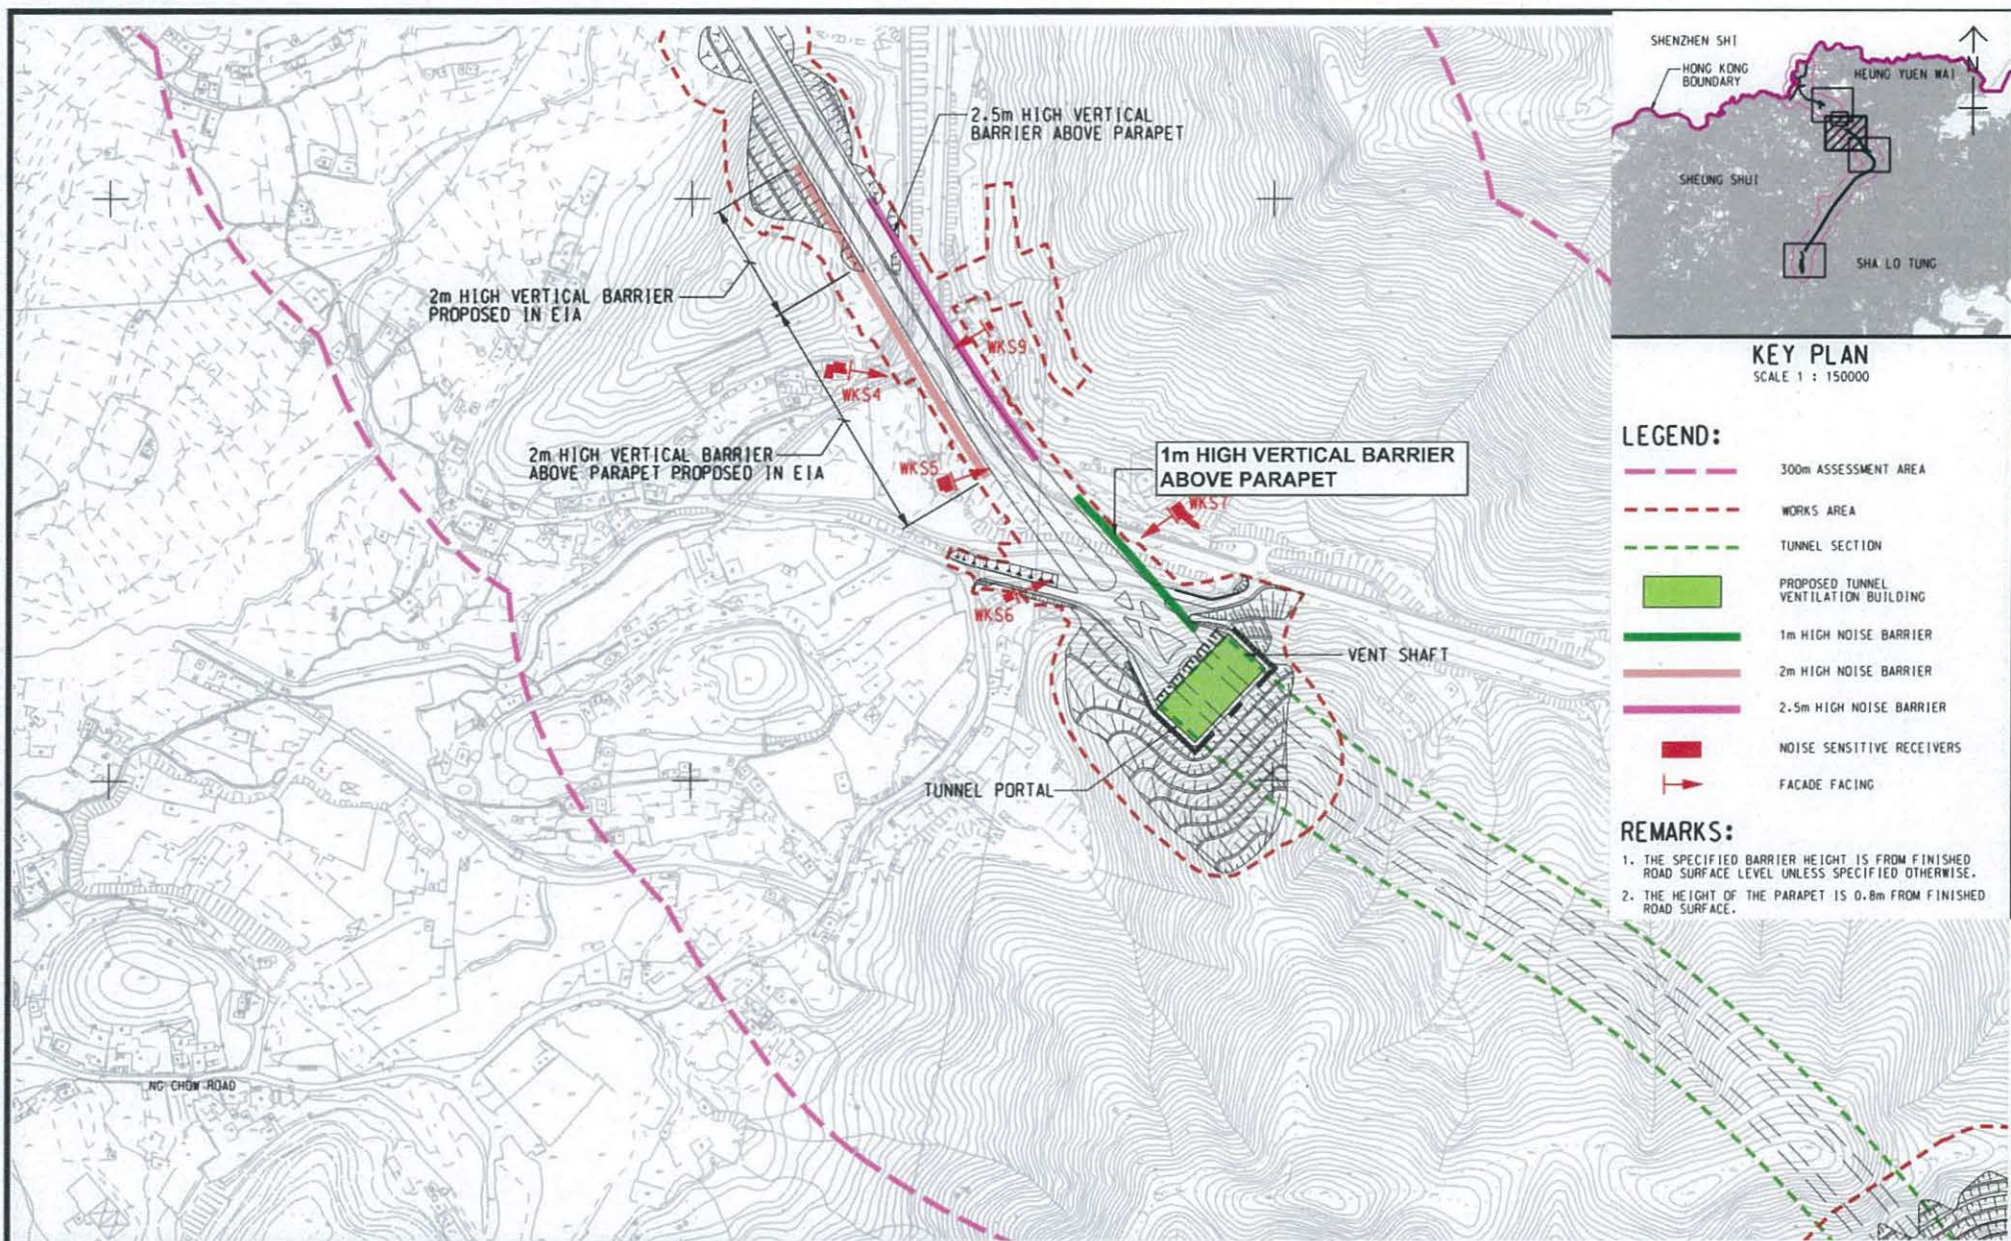 2.5m HIGH VERTICAL
BARRIER ABOVE PARAPET
2m HIGH VERTICAL BARRIER
PROPOSED IN EIA
WKS9
WKS4
2m HIGH VERTICAL BARRIER
ABOVE PARAPET PROPOSED IN EIA
WKS5
1m HIGH VERTICAL BARRIER
ABOVE PARAPET
WKS7
WKS6
VENT SHAFT
TUNNEL PORTAL
NG CHOW ROAD
SHENZHEN SHI
HONG KONG
BOUNDARY
HEUNG YUEN WAI
N
SHEUNG SHUI
SHA LO TUNG
KEY PLAN
SCALE 1 : 150000
LEGEND:
300m ASSESSMENT AREA
WORKS AREA
TUNNEL SECTION
PROPOSED TUNNEL
VENTILATION BUILDING
1m HIGH NOISE BARRIER
2m HIGH NOISE BARRIER
2.5m HIGH NOISE BARRIER
NOISE SENSITIVE RECEIVERS
FACADE FACING
REMARKS:
1. THE SPECIFIED BARRIER HEIGHT IS FROM FINISHED
ROAD SURFACE LEVEL UNLESS SPECIFIED OTHERWISE.
2. THE HEIGHT OF THE PARAPET IS 0.8m FROM FINISHED
ROAD SURFACE.